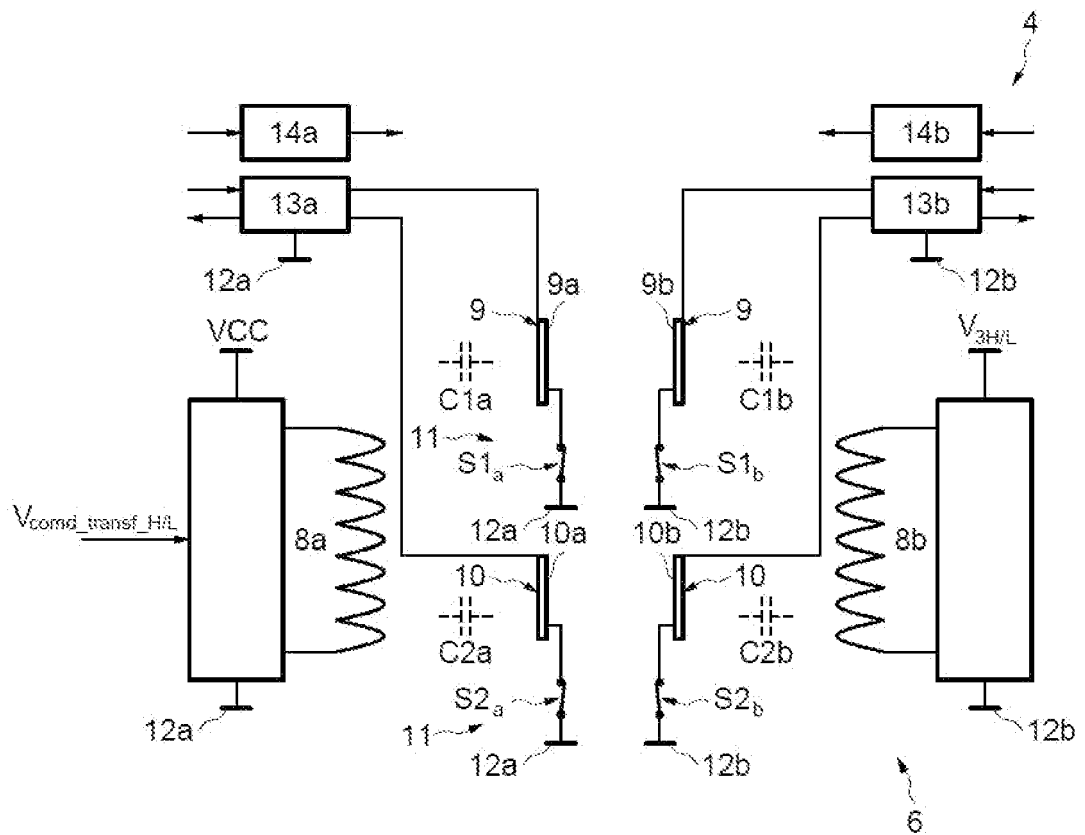 4
14a 14b
13a 13b
12a 9a 9b 12b
VCC 9 9 V3H/L
C1a C1b
11 S1a S1b
12a 12b
Vcomd_transf_H/L 8a 10a 10b 8b
10 10
C2a C2b
S2a S2b
12a 11 12a 12b 12b
6